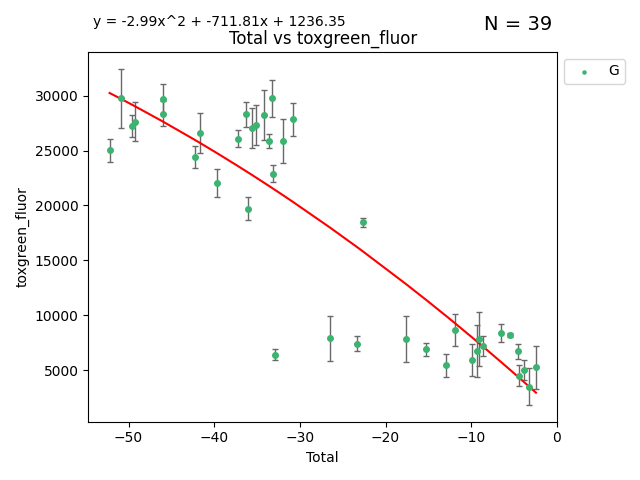 y = -2.99x^2 + -711.81x + 1236.35
N = 39
Total vs toxgreen_fluor
G
30000
25000
20000
15000
10000
5000
toxgreen_fluor
−50 −40 −30 −20 −10 0
Total